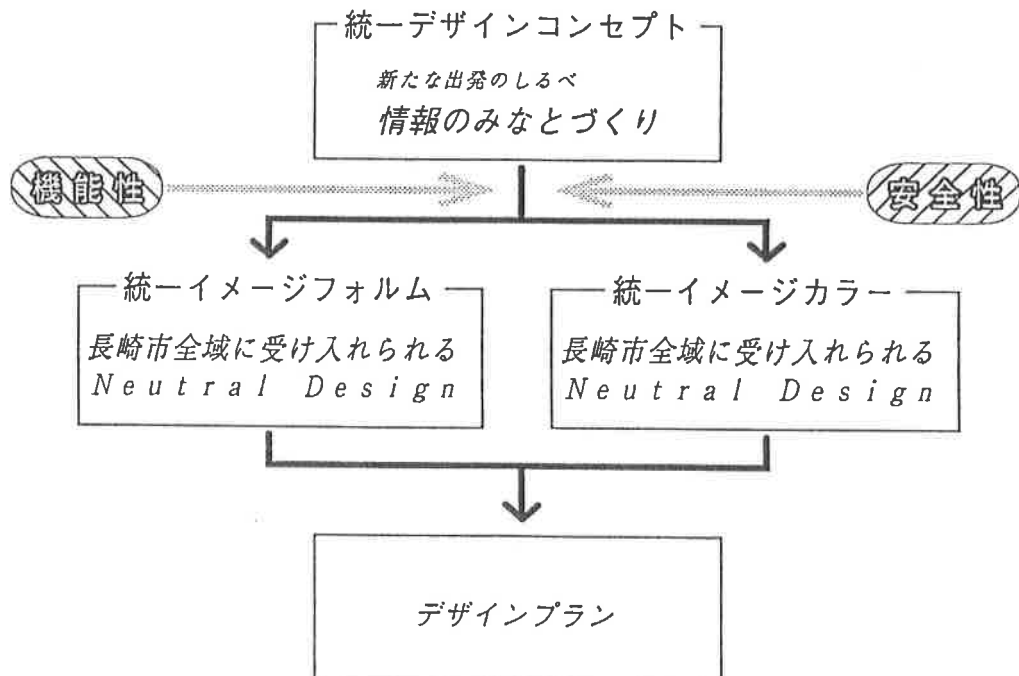 統一デザインコンセプト
新たな出発のしるべ
情報のみなとづくり
機能性
安全性
統一イメージフォルム
長崎市全域に受け入れられる
Neutral Design
統一イメージカラー
長崎市全域に受け入れられる
Neutral Design
デザインプラン